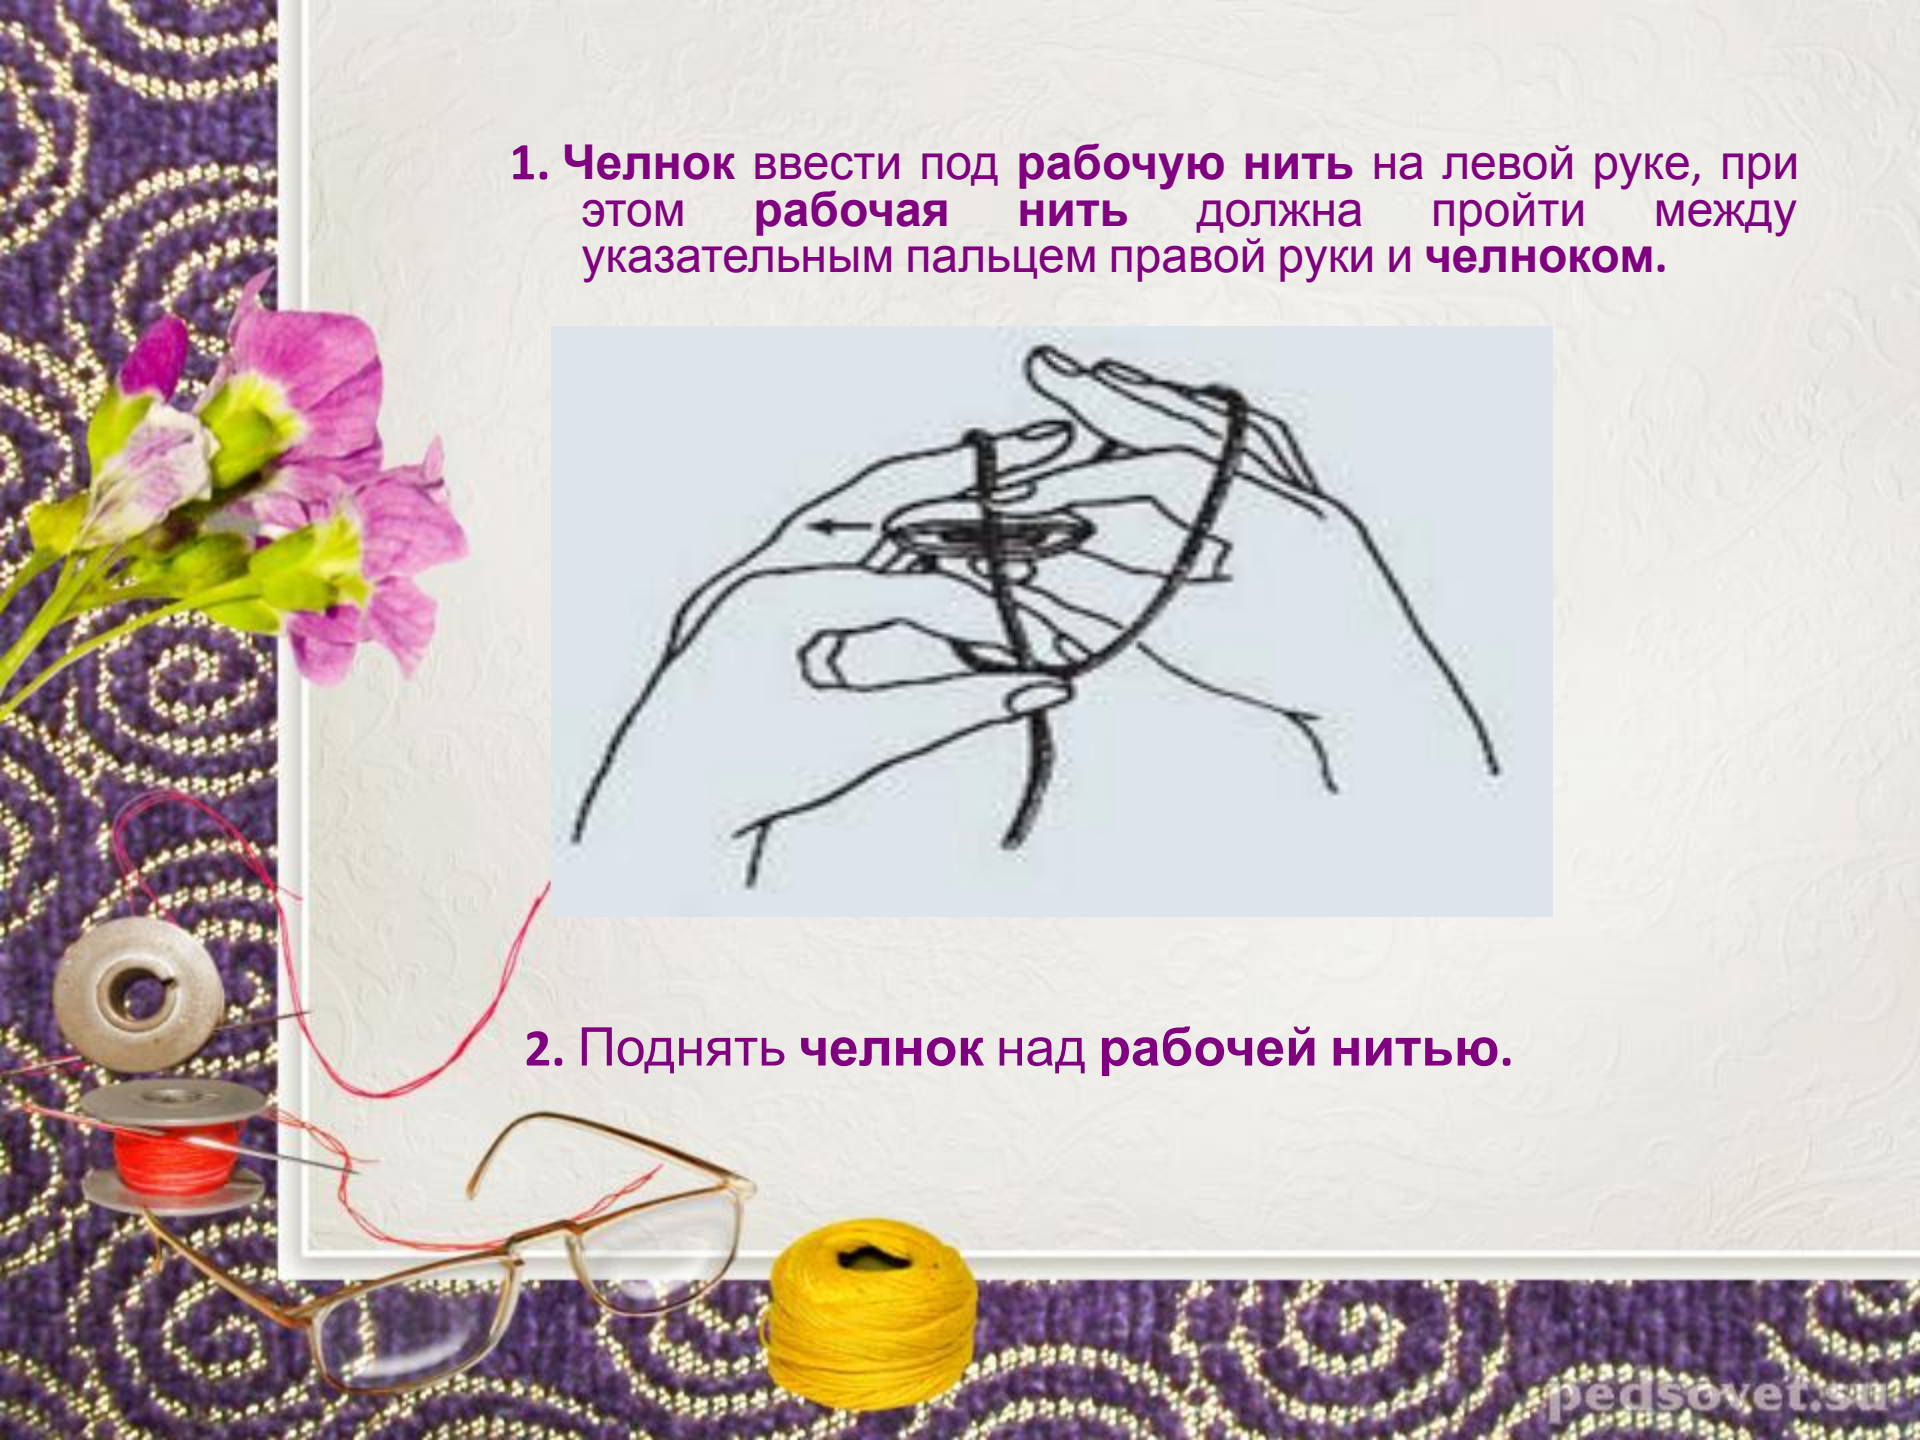 1. Челнок ввести под рабочую нить на левой руке, при
этом рабочая нить должна пройти между
указательным пальцем правой руки и челноком.
2. Поднять челнок над рабочей нитью.
pedsovet.su